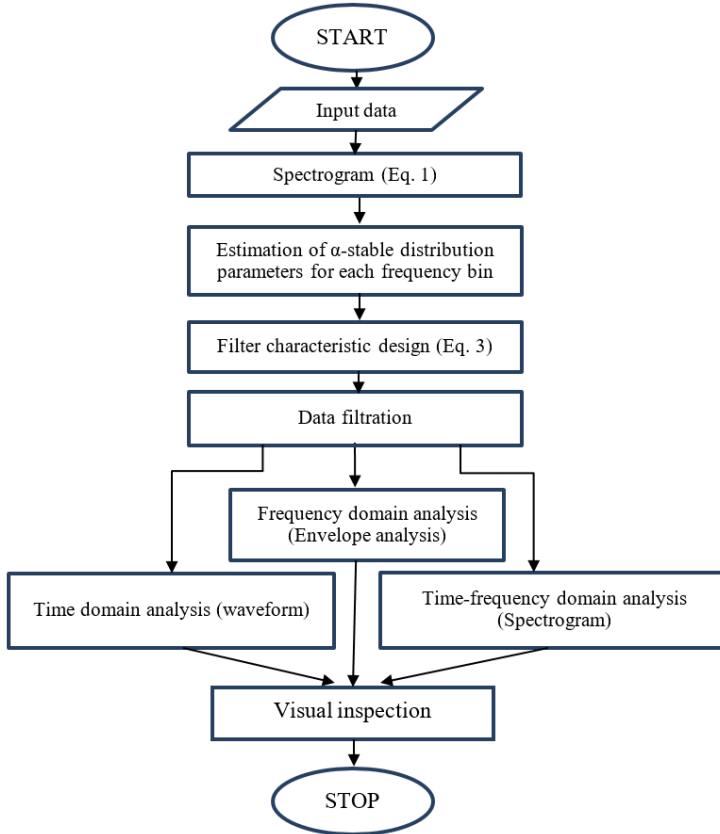 START
Input data
Spectrogram (Eq. 1)
Estimation of α-stable distribution
parameters for each frequency bin
Filter characteristic design (Eq. 3)
Data filtration
Frequency domain analysis
(Envelope analysis)
Time domain analysis (waveform)
Time-frequency domain analysis
(Spectrogram)
Visual inspection
STOP